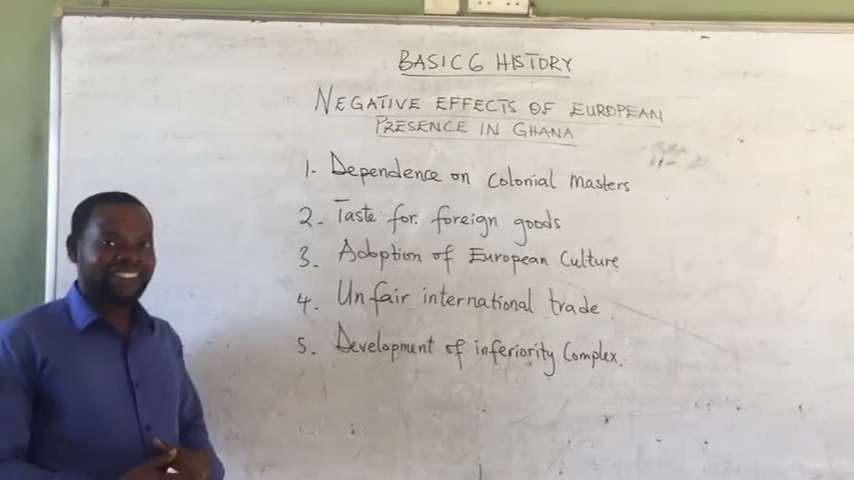 BASIC 6 HISTORY
NEGATIVE EFFECTS OF EUROPEAN
PRESENCE IN GHANA
1. Dependence on Colonial Masters
2. Taste for foreign goods
3. Adoption of European Culture
4. Unfair international trade
5. Development of inferiority Complex.